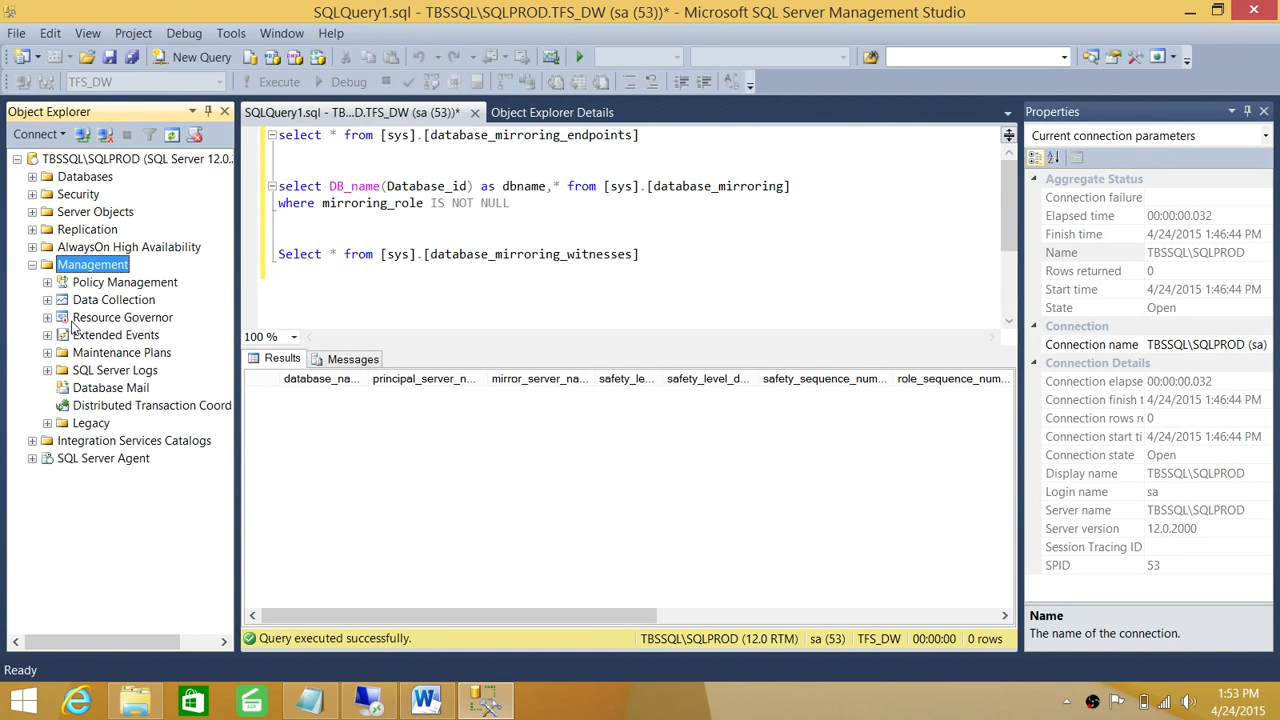 SQLQuery1.sql - TBSSQL\SQLPROD.TFS_DW (sa (53))* - Microsoft SQL Server Management Studio
File Edit View Project Debug Tools Window Help
New Query
TFS_DW Execute Debug
Object Explorer
Connect
TBSSQL\SQLPROD (SQL Server 12.0.
Databases
Security
Server Objects
Replication
AlwaysOn High Availability
Management
Policy Management
Data Collection
Resource Governor
Extended Events
Maintenance Plans
SQL Server Logs
Database Mail
Distributed Transaction Coord
Legacy
Integration Services Catalogs
SQL Server Agent
SQLQuery1.sql - TB...D.TFS_DW (sa (53))* Object Explorer Details
select * from [sys].[database_mirroring_endpoints]
select DB_name(Database_id) as dbname,* from [sys].[database_mirroring]
where mirroring_role IS NOT NULL
Select * from [sys].[database_mirroring_witnesses]
100 %
Results Messages
database_na... principal_server_n... mirror_server_na... safety_le... safety_level_d... safety_sequence_num... role_sequence_num...
Query executed successfully. TBSSQL\SQLPROD (12.0 RTM) sa (53) TFS_DW 00:00:00 0 rows
Properties
Current connection parameters
Aggregate Status
Connection failure
Elapsed time 00:00:00.032
Finish time 4/24/2015 1:46:44 PM
Name TBSSQL\SQLPROD
Rows returned 0
Start time 4/24/2015 1:46:44 PM
State Open
Connection
Connection name TBSSQL\SQLPROD (sa)
Connection Details
Connection elapse 00:00:00.032
Connection finish t 4/24/2015 1:46:44 PM
Connection rows re 0
Connection start ti 4/24/2015 1:46:44 PM
Connection state Open
Display name TBSSQL\SQLPROD
Login name sa
Server name TBSSQL\SQLPROD
Server version 12.0.2000
Session Tracing ID
SPID 53
Name
The name of the connection.
Ready
1:53 PM
4/24/2015